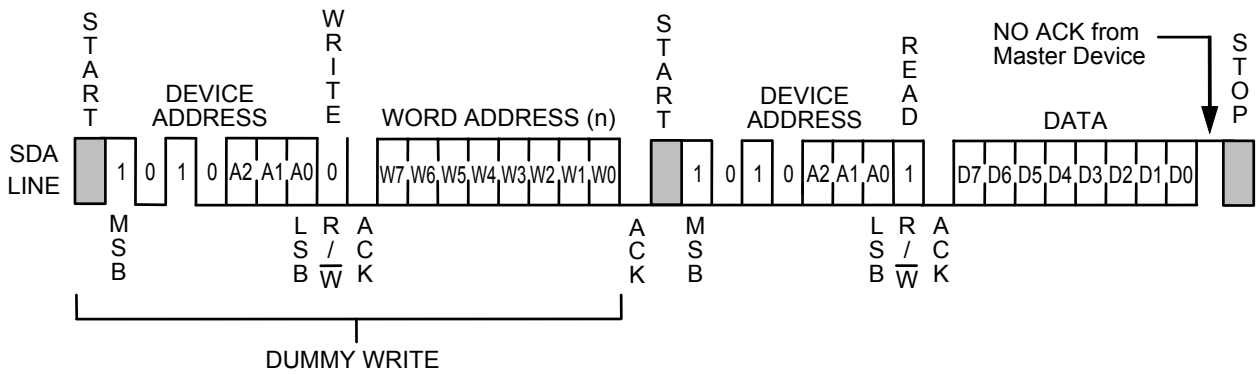 START
WRITE
START
READ
NO ACK from
Master Device
STOP
DEVICE
ADDRESS
WORD ADDRESS (n)
DEVICE
ADDRESS
DATA
SDA
LINE
1 0 1 0 A2 A1 A0 0 W7 W6 W5 W4 W3 W2 W1 W0 1 0 1 0 A2 A1 A0 1 D7 D6 D5 D4 D3 D2 D1 D0
MSB
LSB
R/W
ACK
ACK
MSB
LSB
R/W
ACK
DUMMY WRITE